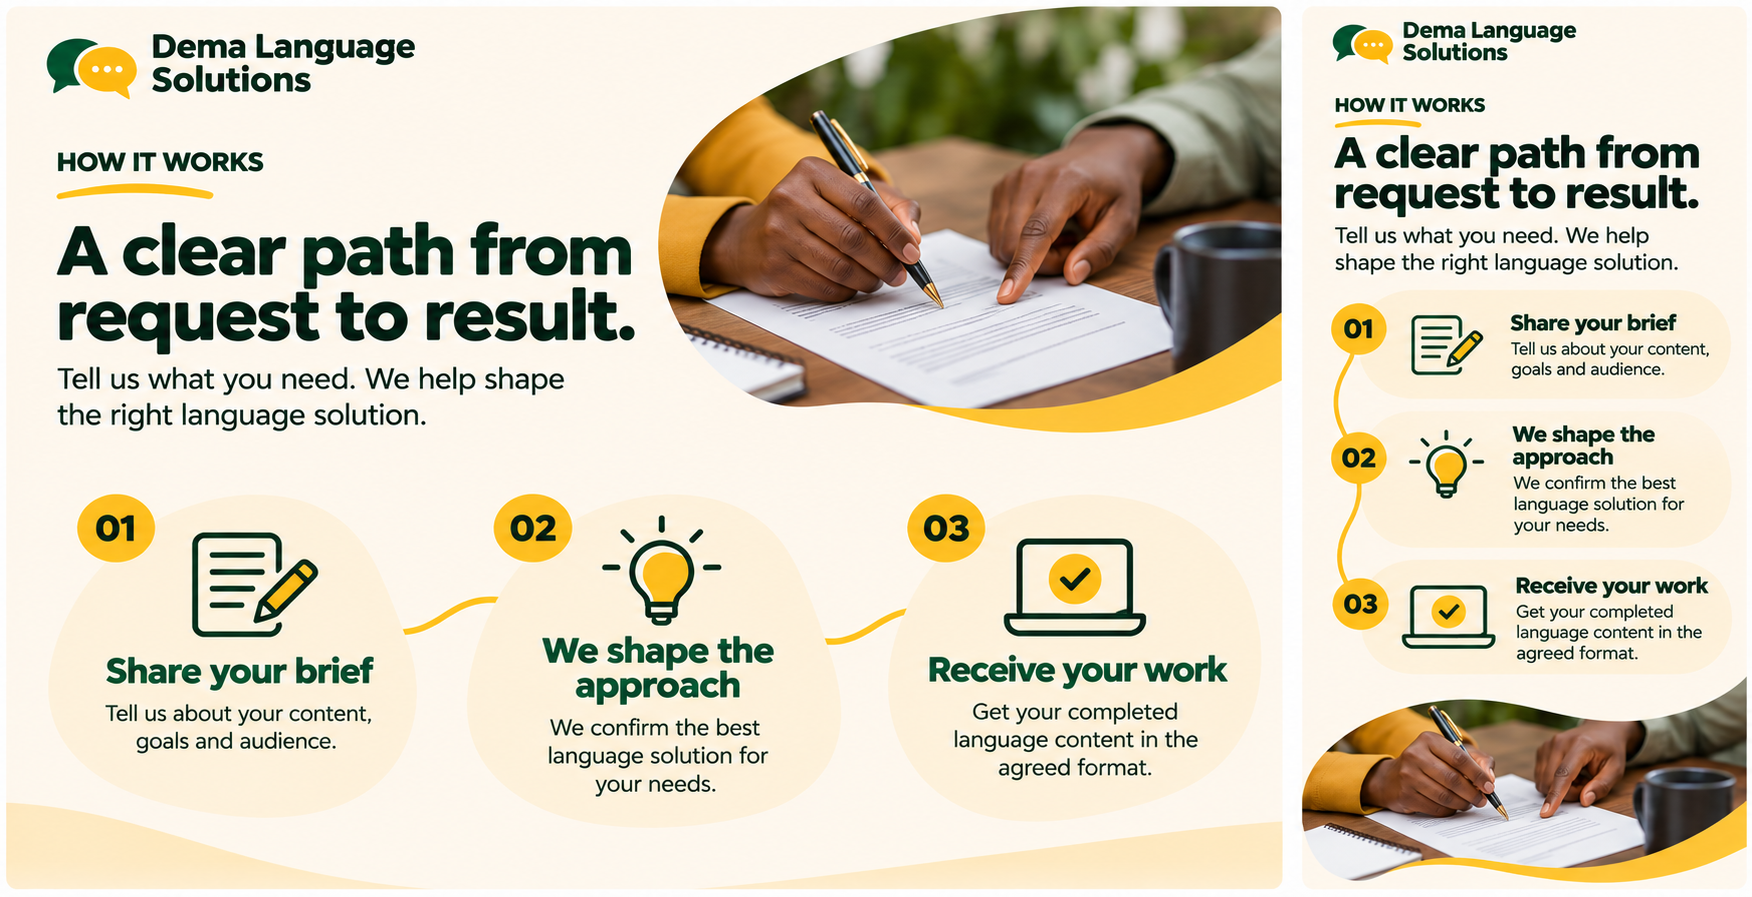 Dema Language
Solutions
HOW IT WORKS
A clear path from
request to result.
Tell us what you need. We help shape
the right language solution.
01
Share your brief
Tell us about your content,
goals and audience.
02
We shape the
approach
We confirm the best
language solution for
your needs.
03
Receive your work
Get your completed
language content in the
agreed format.
Dema Language
Solutions
HOW IT WORKS
A clear path from
request to result.
Tell us what you need. We help
shape the right language solution.
01
Share your brief
Tell us about your content,
goals and audience.
02
We shape the
approach
We confirm the best
language solution for
your needs.
03
Receive your work
Get your completed
language content in the
agreed format.